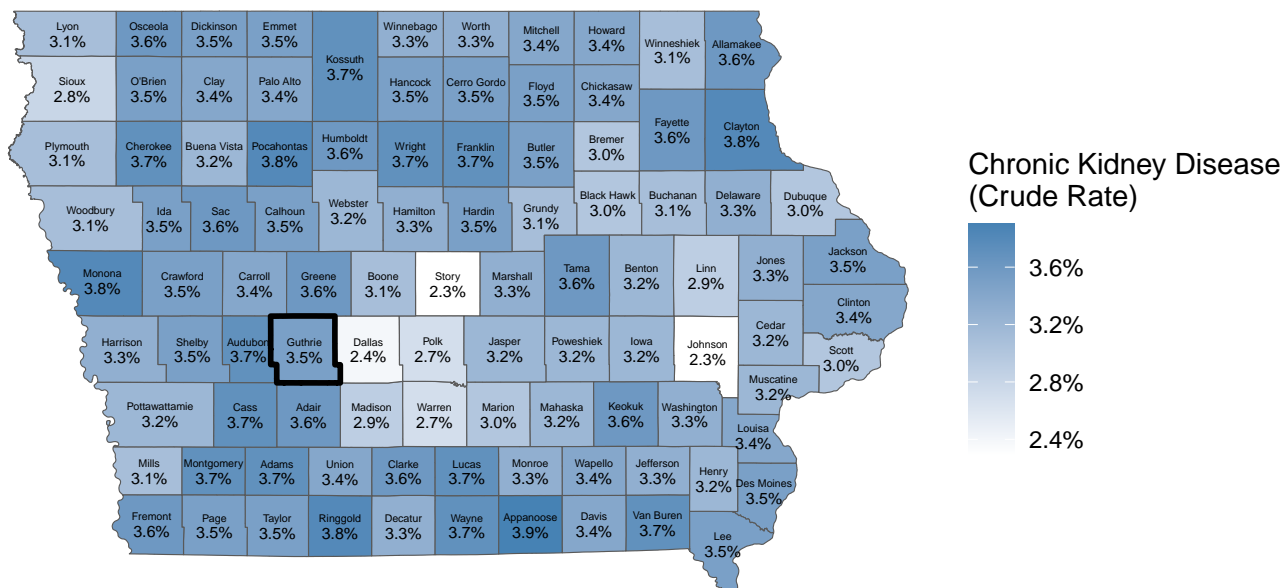 Lyon
3.1%
Osceola
3.6%
Dickinson
3.5%
Emmet
3.5%
Kossuth
3.7%
Winnebago
3.3%
Worth
3.3%
Mitchell
3.4%
Howard
3.4%
Winneshiek
3.1%
Allamakee
3.6%
Sioux
2.8%
O'Brien
3.5%
Clay
3.4%
Palo Alto
3.4%
Hancock
3.5%
Cerro Gordo
3.5%
Floyd
3.5%
Chickasaw
3.4%
Fayette
3.6%
Clayton
3.8%
Plymouth
3.1%
Cherokee
3.7%
Buena Vista
3.2%
Pocahontas
3.8%
Humboldt
3.6%
Wright
3.7%
Franklin
3.7%
Butler
3.5%
Bremer
3.0%
Woodbury
3.1%
Ida
3.5%
Sac
3.6%
Calhoun
3.5%
Webster
3.2%
Hamilton
3.3%
Hardin
3.5%
Grundy
3.1%
Black Hawk
3.0%
Buchanan
3.1%
Delaware
3.3%
Dubuque
3.0%
Monona
3.8%
Crawford
3.5%
Carroll
3.4%
Greene
3.6%
Boone
3.1%
Story
2.3%
Marshall
3.3%
Tama
3.6%
Benton
3.2%
Linn
2.9%
Jones
3.3%
Jackson
3.5%
Clinton
3.4%
Harrison
3.3%
Shelby
3.5%
Audubon
3.7%
Guthrie
3.5%
Dallas
2.4%
Polk
2.7%
Jasper
3.2%
Poweshiek
3.2%
Iowa
3.2%
Johnson
2.3%
Cedar
3.2%
Scott
3.0%
Muscatine
3.2%
Pottawattamie
3.2%
Cass
3.7%
Adair
3.6%
Madison
2.9%
Warren
2.7%
Marion
3.0%
Mahaska
3.2%
Keokuk
3.6%
Washington
3.3%
Louisa
3.4%
Mills
3.1%
Montgomery
3.7%
Adams
3.7%
Union
3.4%
Clarke
3.6%
Lucas
3.7%
Monroe
3.3%
Wapello
3.4%
Jefferson
3.3%
Henry
3.2%
Des Moines
3.5%
Fremont
3.6%
Page
3.5%
Taylor
3.5%
Ringgold
3.8%
Decatur
3.3%
Wayne
3.7%
Appanoose
3.9%
Davis
3.4%
Van Buren
3.7%
Lee
3.5%
Chronic Kidney Disease
(Crude Rate)
3.6%
3.2%
2.8%
2.4%